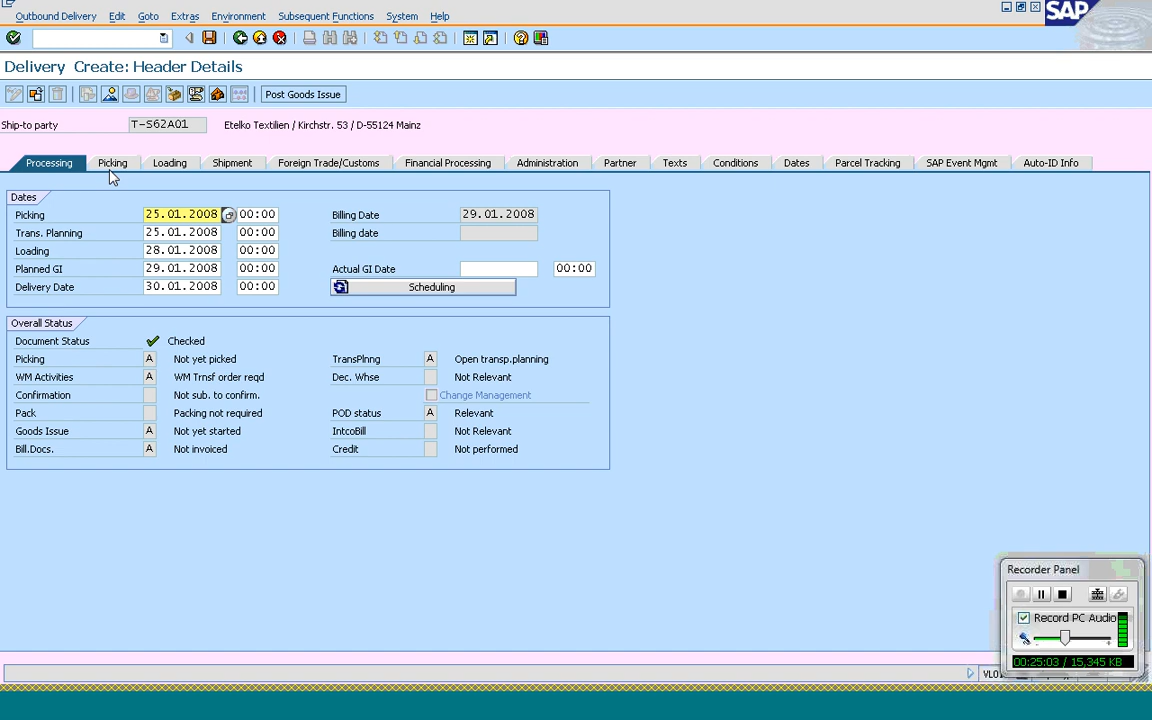 Outbound Delivery Edit Goto Extras Environment Subsequent Functions System Help
SAP
Delivery Create: Header Details
Post Goods Issue
Ship-to party T-S62A01 Etelko Textilien / Kirchstr. 53 / D-55124 Mainz
Processing Picking Loading Shipment Foreign Trade/Customs Financial Processing Administration Partner Texts Conditions Dates Parcel Tracking SAP Event Mgmt Auto-ID Info
Dates
Picking 25.01.2008 00:00 Billing Date 29.01.2008
Trans. Planning 25.01.2008 00:00 Billing date
Loading 28.01.2008 00:00
Planned GI 29.01.2008 00:00 Actual GI Date 00:00
Delivery Date 30.01.2008 00:00 Scheduling
Overall Status
Document Status Checked
Picking A Not yet picked TransPlnng A Open transp.planning
WM Activities A WM Trnsf order reqd Dec. Whse Not Relevant
Confirmation Not sub. to confirm. Change Management
Pack Packing not required POD status A Relevant
Goods Issue A Not yet started IntcoBill Not Relevant
Bill.Docs. A Not invoiced Credit Not performed
Recorder Panel
Record PC Audio
00:25:03 / 15,345 KB